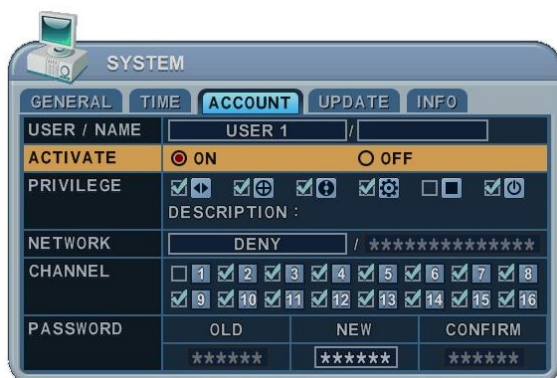 SYSTEM
GENERAL TIME ACCOUNT UPDATE INFO
USER / NAME USER 1 /
ACTIVATE ON OFF
PRIVILEGE
DESCRIPTION :
NETWORK DENY / **************
CHANNEL 1 2 3 4 5 6 7 8
9 10 11 12 13 14 15 16
PASSWORD OLD NEW CONFIRM
****** ****** ******